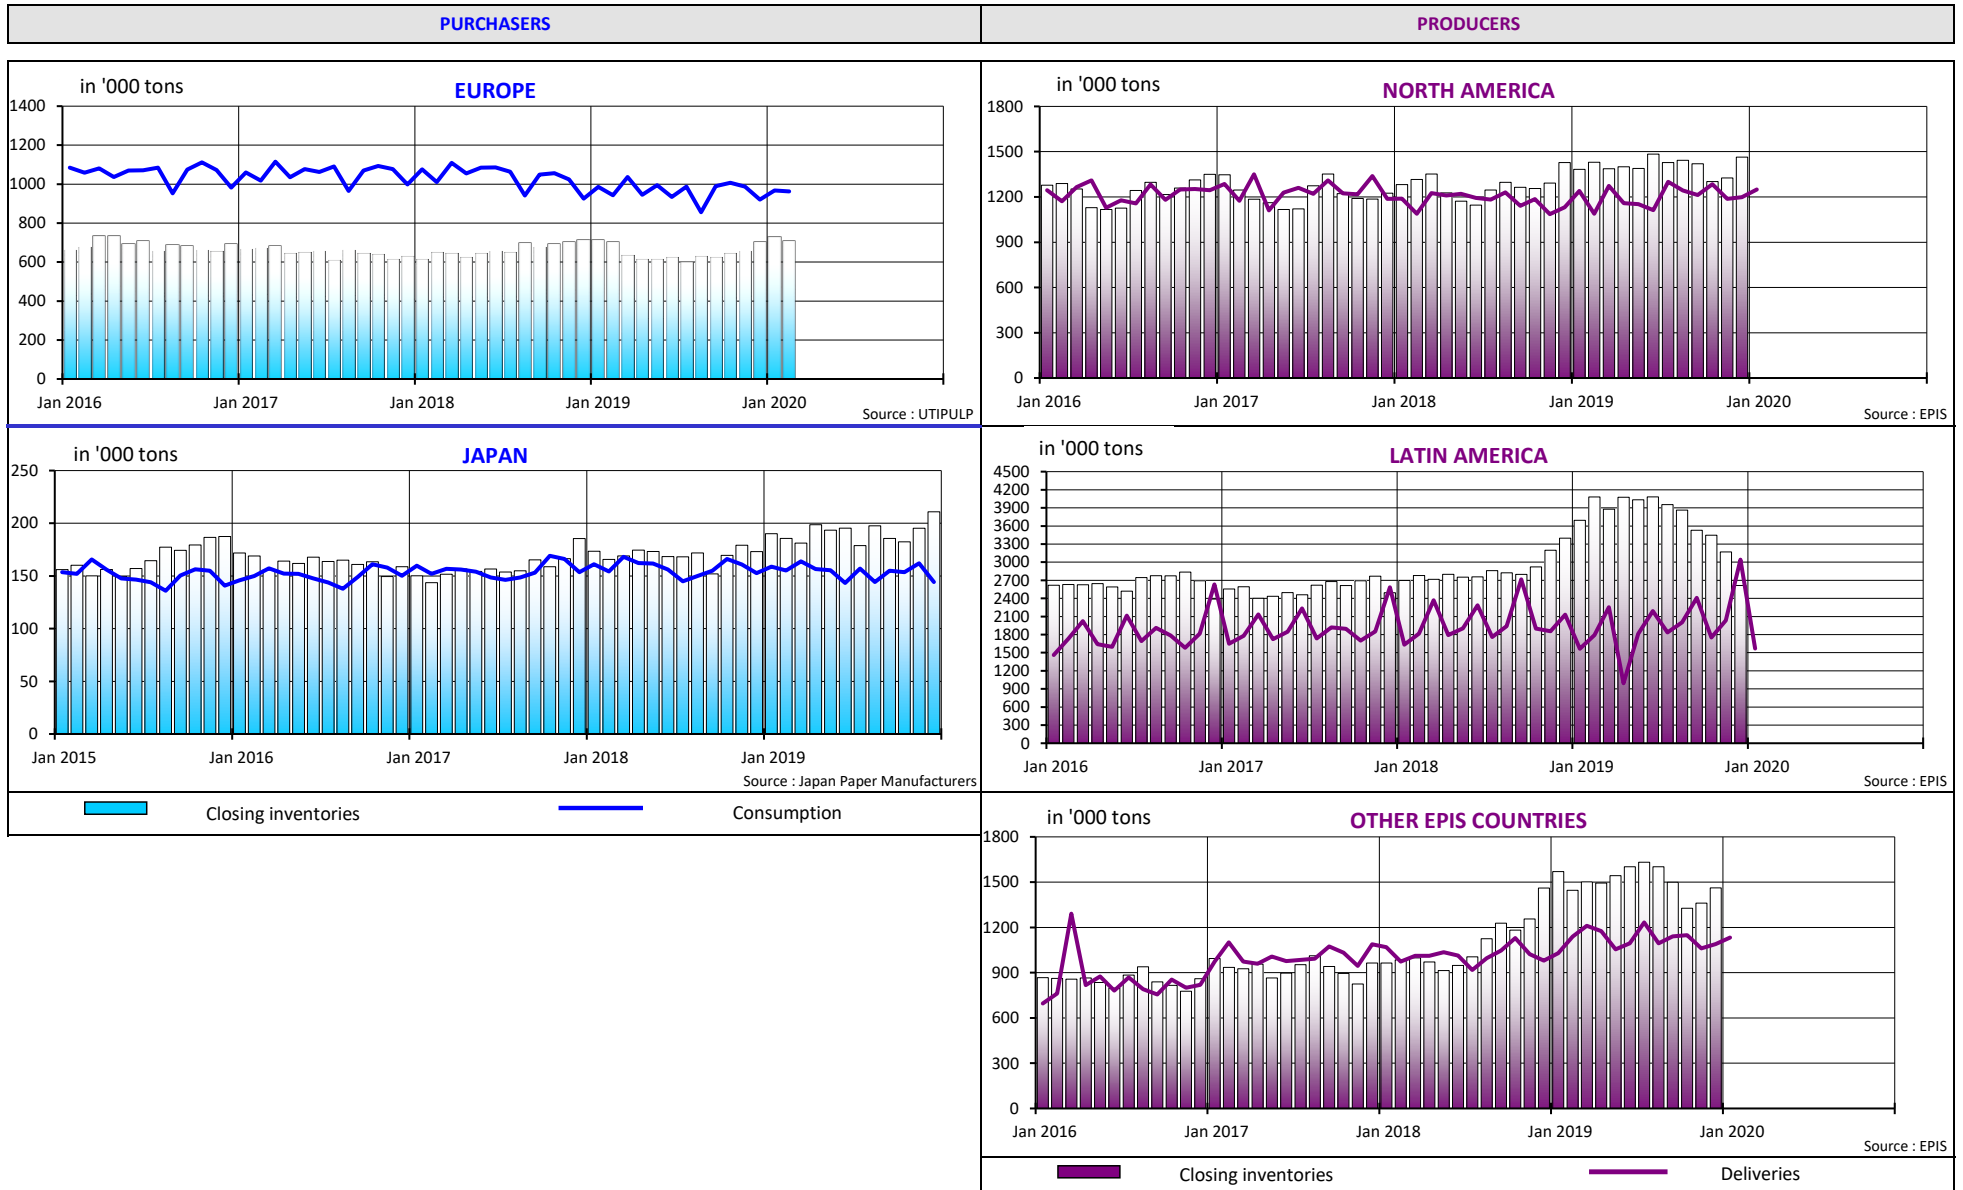 PURCHASERS
in '000 tons
EUROPE
1400
1200
1000
800
600
400
200
0
Jan 2016 Jan 2017 Jan 2018 Jan 2019 Jan 2020
Source : UTIPULP
in '000 tons
JAPAN
250
200
150
100
50
0
Jan 2015 Jan 2016 Jan 2017 Jan 2018 Jan 2019
Source : Japan Paper Manufacturers
Closing inventories Consumption
PRODUCERS
in '000 tons
NORTH AMERICA
1800
1500
1200
900
600
300
0
Jan 2016 Jan 2017 Jan 2018 Jan 2019 Jan 2020
Source : EPIS
in '000 tons
LATIN AMERICA
4500
4200
3900
3600
3300
3000
2700
2400
2100
1800
1500
1200
900
600
300
0
Jan 2016 Jan 2017 Jan 2018 Jan 2019 Jan 2020
Source : EPIS
in '000 tons
OTHER EPIS COUNTRIES
1800
1500
1200
900
600
300
0
Jan 2016 Jan 2017 Jan 2018 Jan 2019 Jan 2020
Source : EPIS
Closing inventories Deliveries